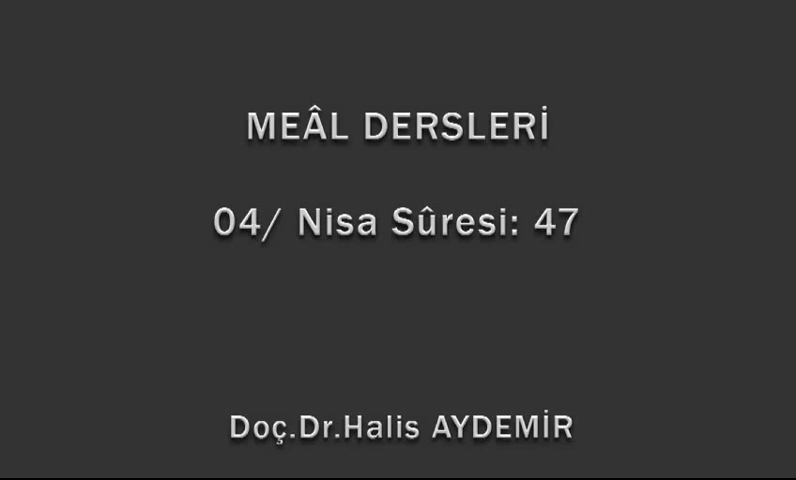 MEÂL DERSLERİ
04/ Nisa Sûresi: 47
Doç.Dr.Halis AYDEMİR